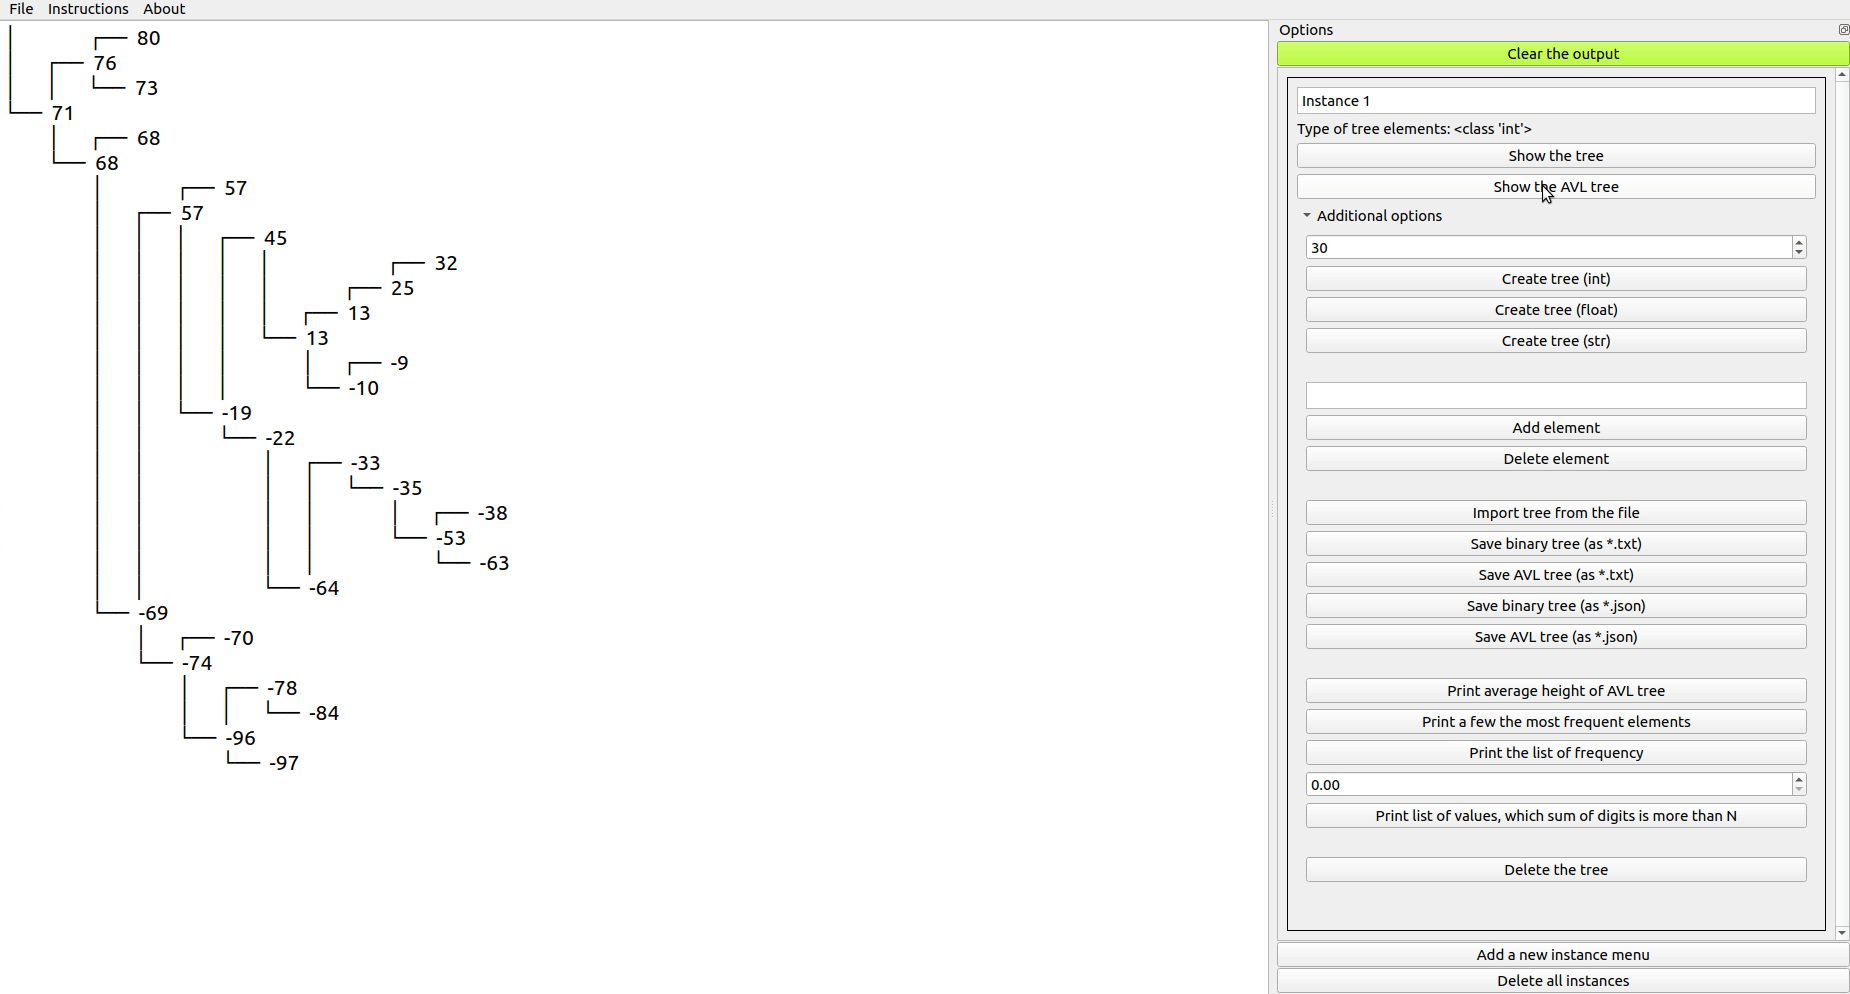 File Instructions About
80
76
73
71
68
68
57
57
45
32
25
13
13
-9
-10
-19
-22
-33
-35
-38
-53
-63
-64
-69
-70
-74
-78
-84
-96
-97
Options
Clear the output
Instance 1
Type of tree elements: <class 'int'>
Show the tree
Show the AVL tree
Additional options
30
Create tree (int)
Create tree (float)
Create tree (str)
Add element
Delete element
Import tree from the file
Save binary tree (as *.txt)
Save AVL tree (as *.txt)
Save binary tree (as *.json)
Save AVL tree (as *.json)
Print average height of AVL tree
Print a few the most frequent elements
Print the list of frequency
0.00
Print list of values, which sum of digits is more than N
Delete the tree
Add a new instance menu
Delete all instances